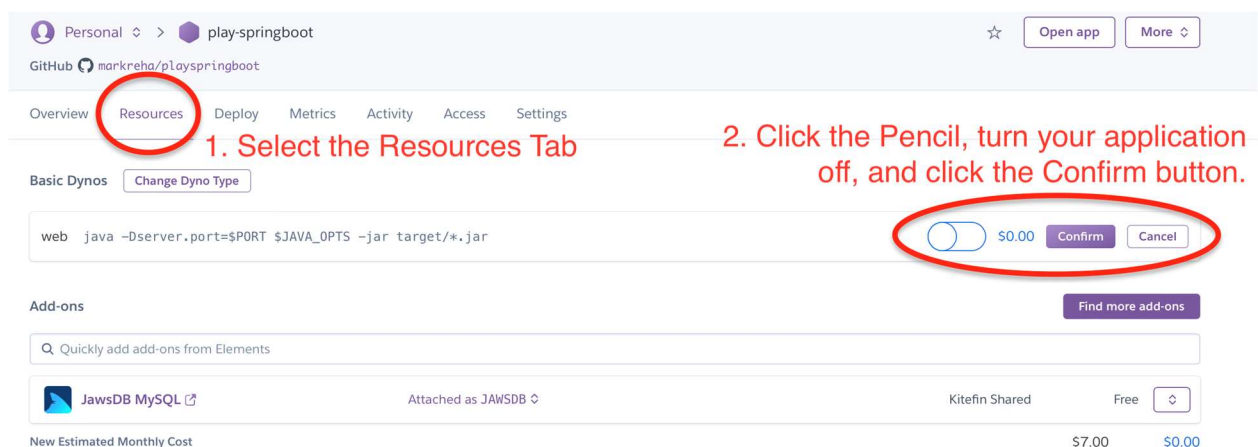 Personal > play-springboot
Open app
More
GitHub markreha/playspringboot
Overview Resources Deploy Metrics Activity Access Settings
1. Select the Resources Tab
2. Click the Pencil, turn your application
off, and click the Confirm button.
Basic Dynos Change Dyno Type
web java -Dserver.port=$PORT $JAVA_OPTS -jar target/*.jar
$0.00 Confirm Cancel
Add-ons
Find more add-ons
Quickly add add-ons from Elements
JawsDB MySQL Attached as JAWSDB Kitefin Shared Free
New Estimated Monthly Cost $7.00 $0.00